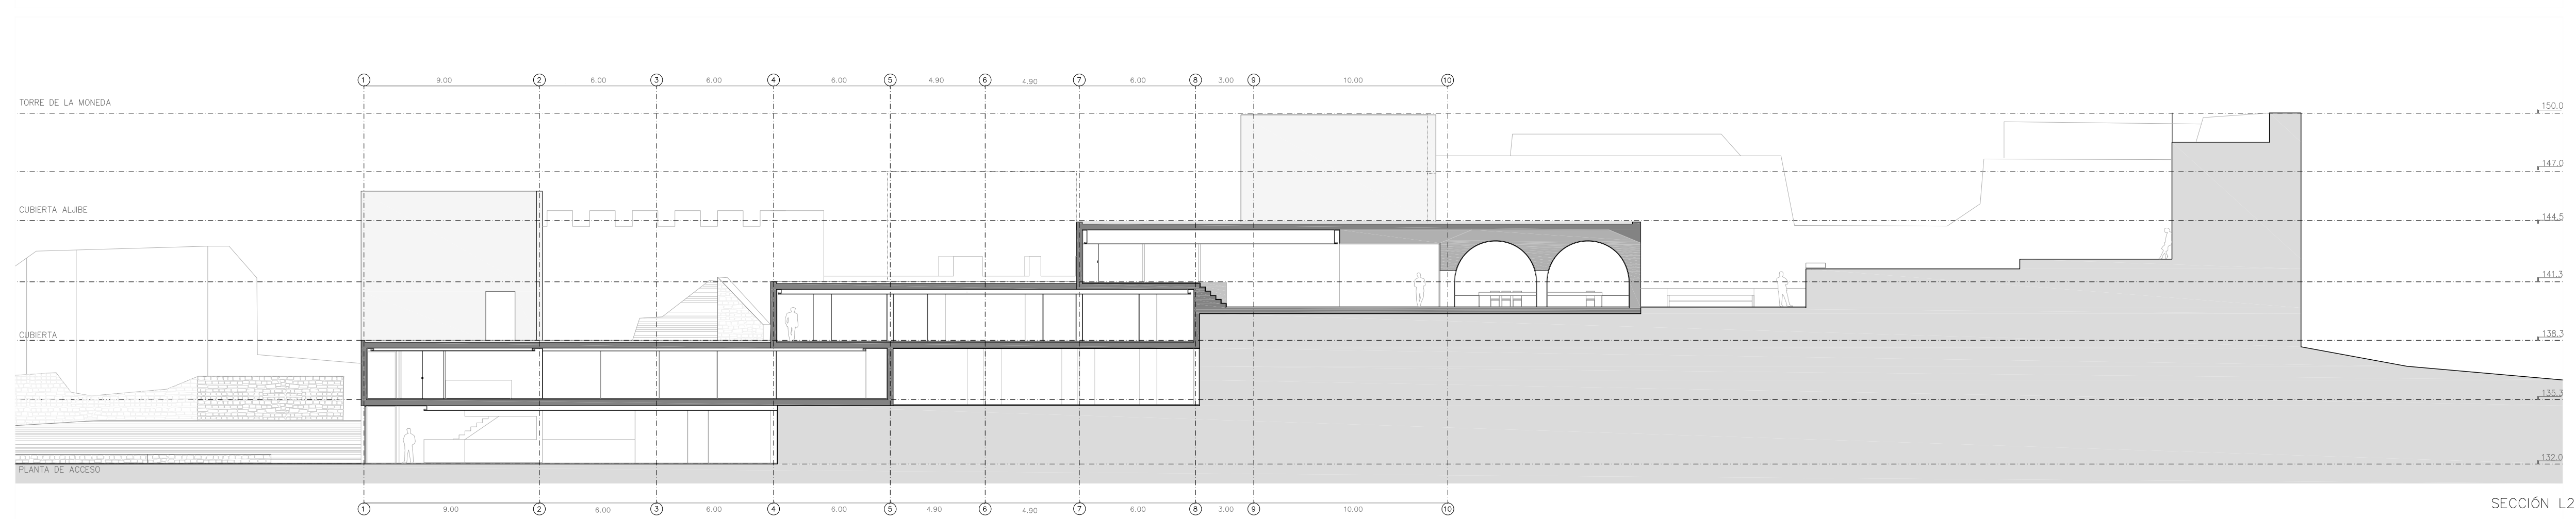 1 2 3 4 5 6 7 8 9 10
9.00 6.00 6.00 6.00 4.90 4.90 6.00 3.00 10.00
TORRE DE LA MONEDA 150.0
147.0
CUBIERTA ALJIBE 144.5
141.3
CUBIERTA 138.3
135.3
PLANTA DE ACCESO 132.0
SECCIÓN L2
1 2 3 4 5 6 7 8 9 10
9.00 6.00 6.00 6.00 4.90 4.90 6.00 3.00 10.00